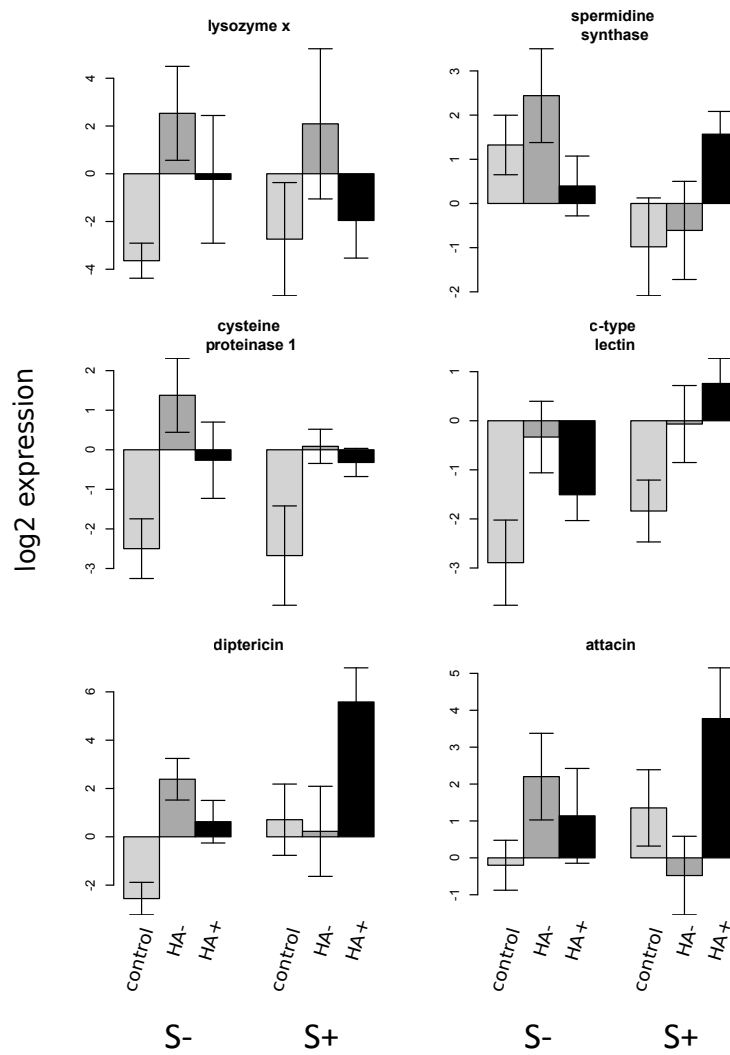 lysozyme x
4
2
0
-2
-4
spermidine
synthase
3
2
1
0
-1
-2
log2 expression
cysteine
proteinase 1
2
1
0
-1
-2
-3
c-type
lectin
1
0
-1
-2
-3
diptericin
6
4
2
0
-2
attacin
5
4
3
2
1
0
-1
control HA- HA+ control HA- HA+
control HA- HA+ control HA- HA+
S- S+ S- S+